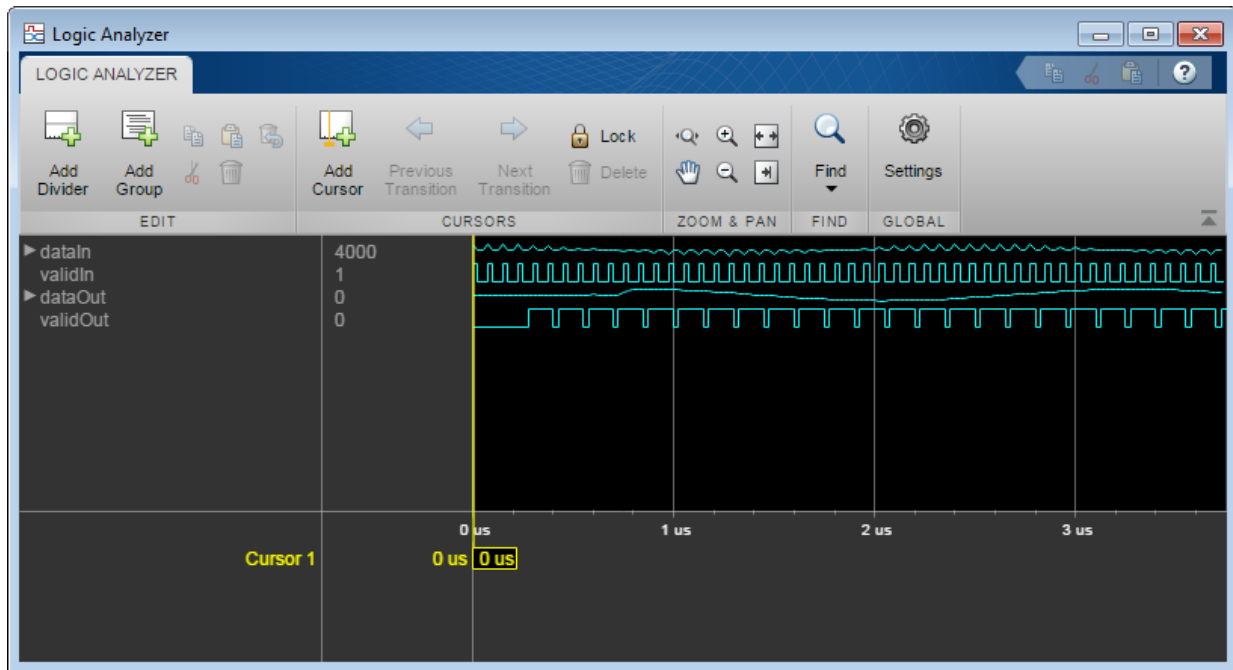 Logic Analyzer
LOGIC ANALYZER
?
Add Divider
Add Group
Add Cursor
Previous Transition
Next Transition
Lock
Delete
Find
Settings
EDIT
CURSORS
ZOOM & PAN
FIND
GLOBAL
dataIn 4000
validIn 1
dataOut 0
validOut 0
0 us 1 us 2 us 3 us
Cursor 1 0 us 0 us